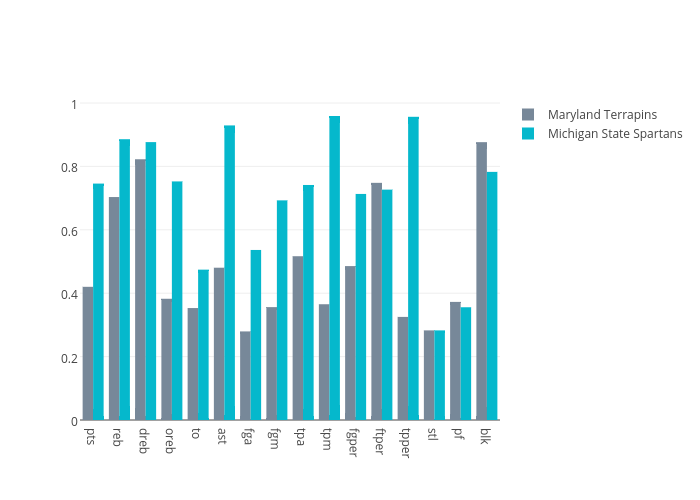 Maryland Terrapins
Michigan State Spartans
1
0.8
0.6
0.4
0.2
0
pts
reb
dreb
oreb
to
ast
fga
fgm
tpa
tpm
fgper
ftper
tpper
stl
pf
blk